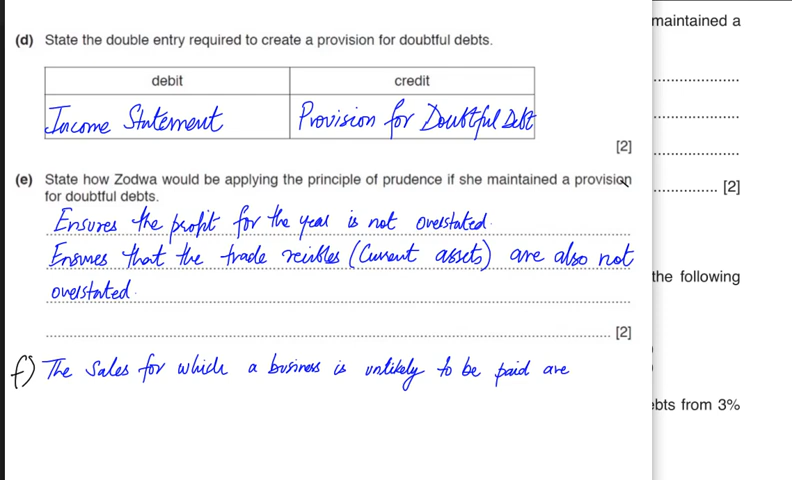 maintained a
(d) State the double entry required to create a provision for doubtful debts.
debit credit
Income Statement Provision for Doubtful Debt
[2]
(e) State how Zodwa would be applying the principle of prudence if she maintained a provision
for doubtful debts.
.................. [2]
Ensures the profit for the year is not overstated.
Ensures that the trade (Current assets) are also not
the following
overstated.
[2]
f) The sales for which a business is unlikely to be paid are
ebts from 3%